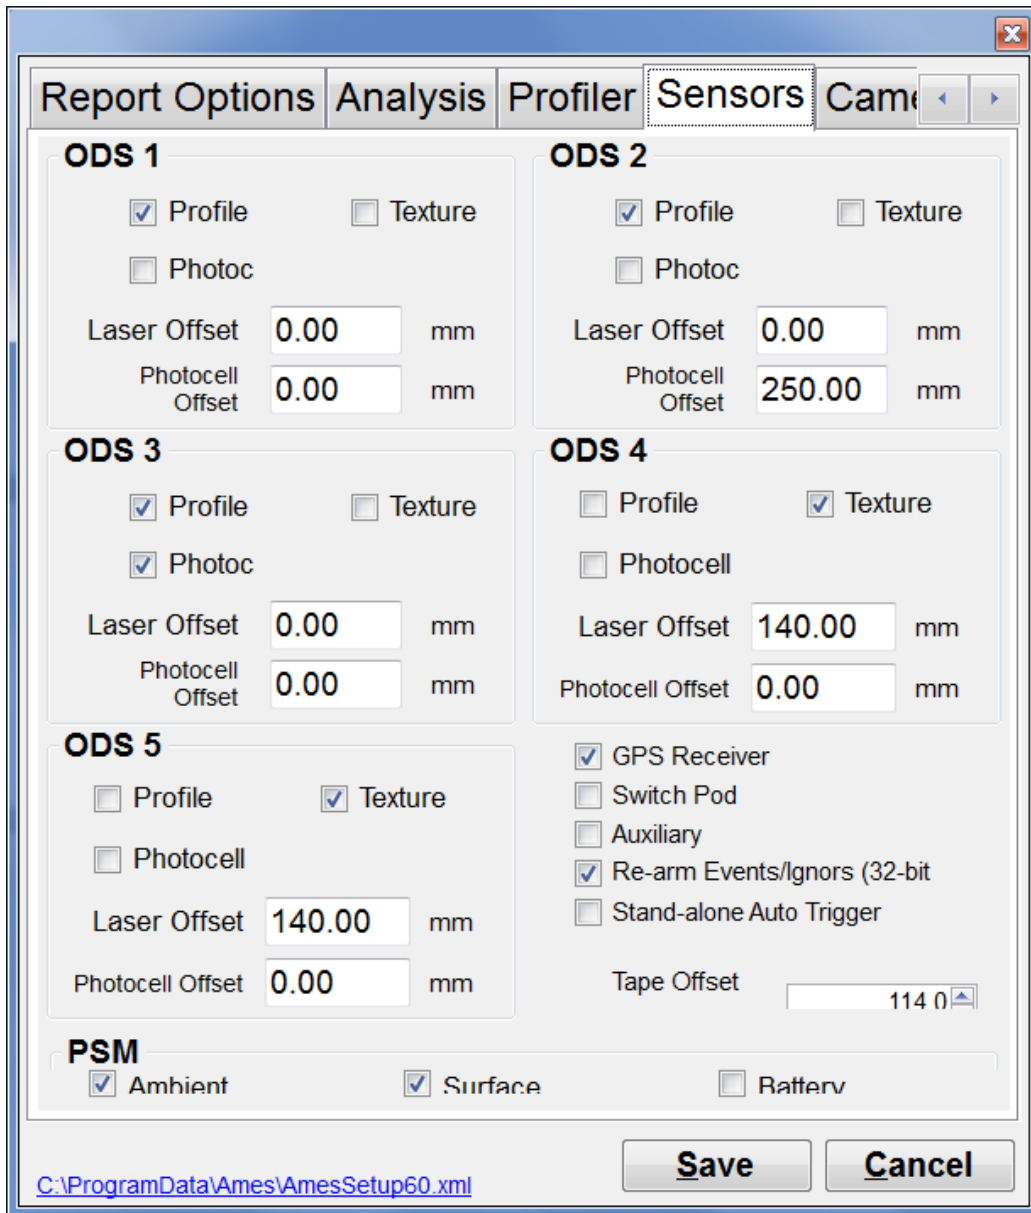 Report Options Analysis Profiler Sensors Came
ODS 1
Profile Texture
Photoc
Laser Offset 0.00 mm
Photocell Offset 0.00 mm
ODS 2
Profile Texture
Photoc
Laser Offset 0.00 mm
Photocell Offset 250.00 mm
ODS 3
Profile Texture
Photoc
Laser Offset 0.00 mm
Photocell Offset 0.00 mm
ODS 4
Profile Texture
Photocell
Laser Offset 140.00 mm
Photocell Offset 0.00 mm
ODS 5
Profile Texture
Photocell
Laser Offset 140.00 mm
Photocell Offset 0.00 mm
GPS Receiver
Switch Pod
Auxiliary
Re-arm Events/Ignors (32-bit
Stand-alone Auto Trigger
Tape Offset 114.0
PSM
Ambient Surface Battery
C:\ProgramData\Ames\AmesSetup60.xml
Save Cancel